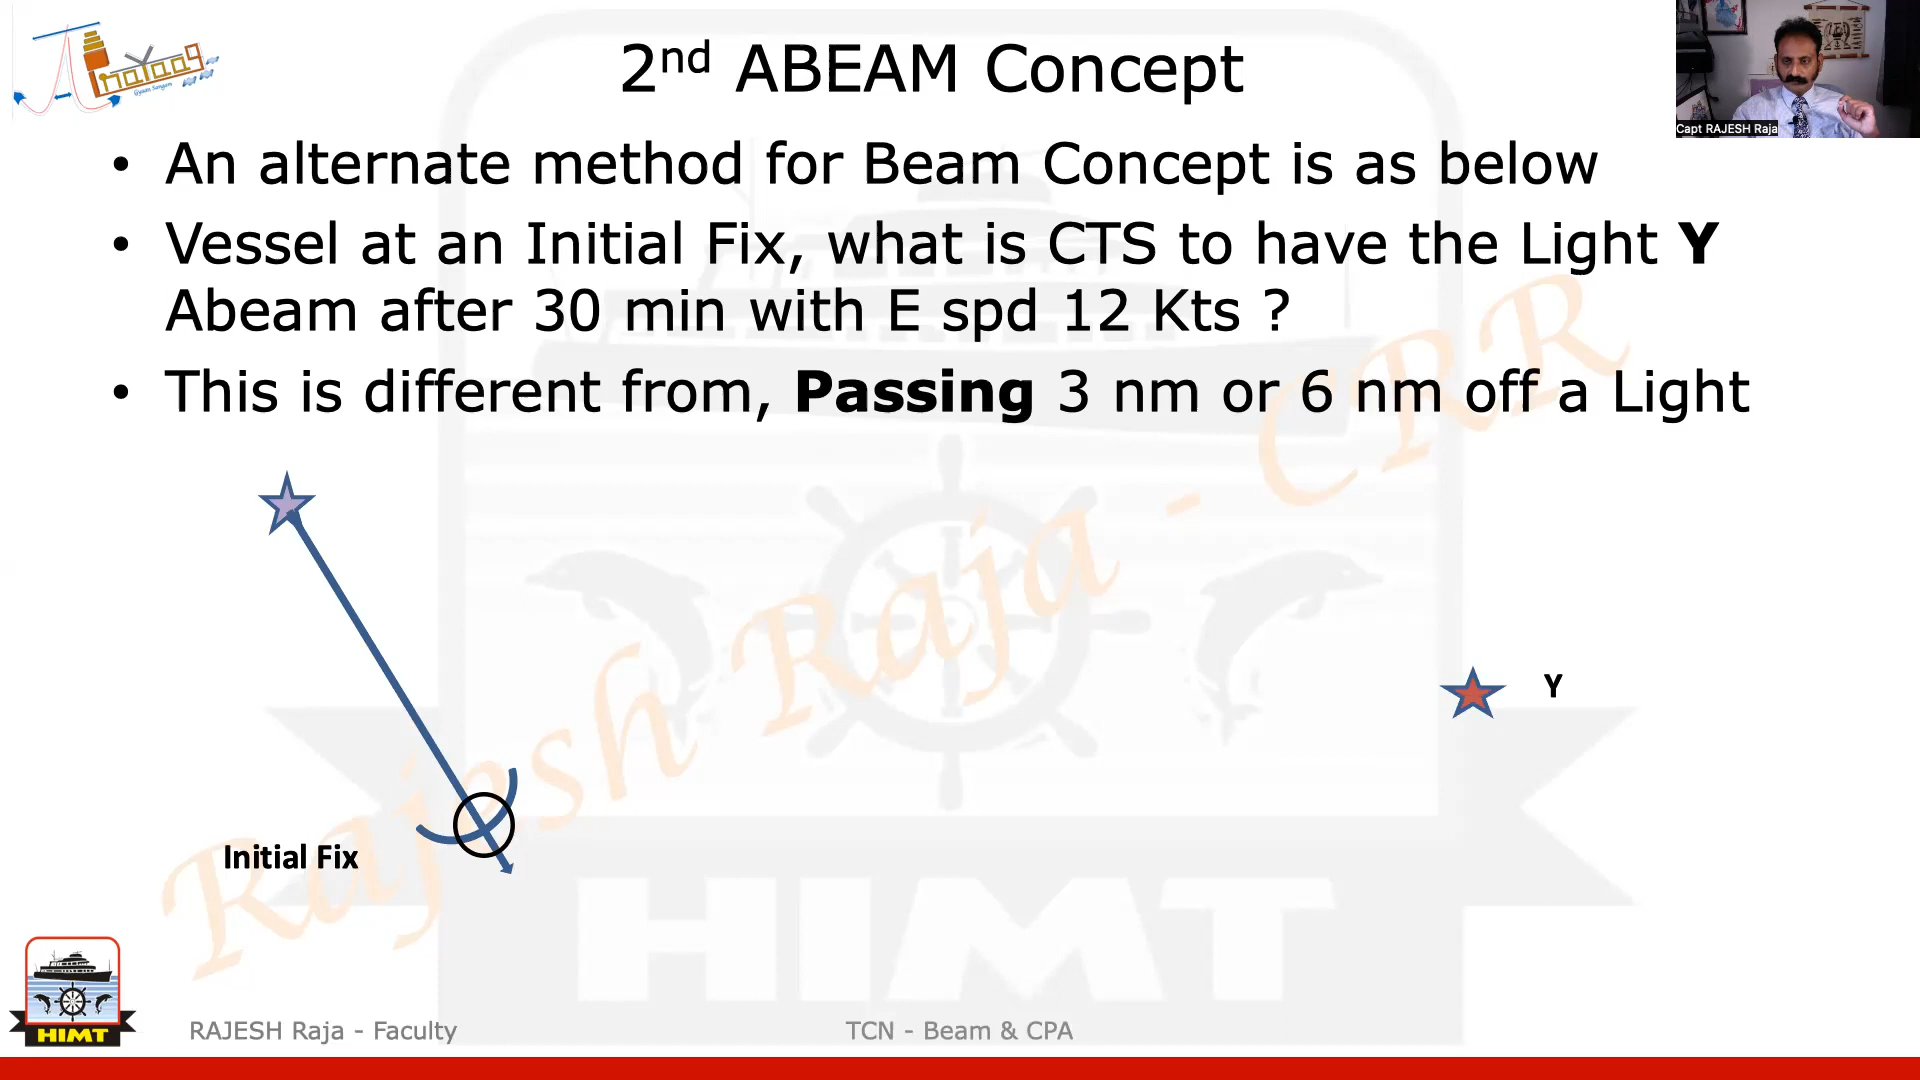 2nd ABEAM Concept
Capt RAJESH Raja
• An alternate method for Beam Concept is as below
• Vessel at an Initial Fix, what is CTS to have the Light Y
Abeam after 30 min with E spd 12 Kts ?
• This is different from, Passing 3 nm or 6 nm off a Light
Rajesh Raja - CRR
Y
Initial Fix
HIMT
HIMT
RAJESH Raja - Faculty
TCN - Beam & CPA